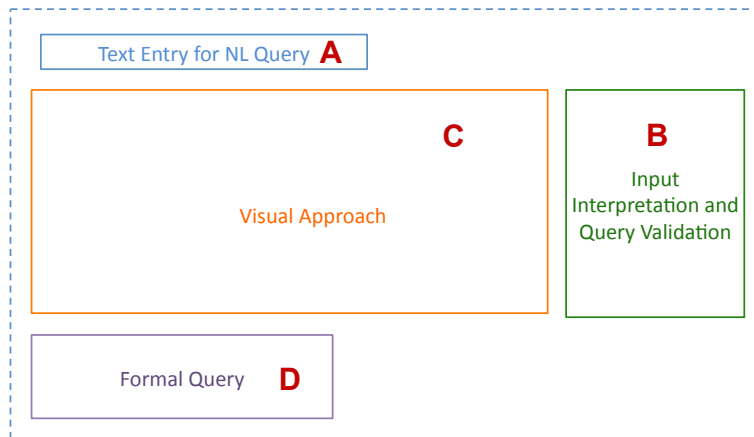 Text Entry for NL Query A
C
B
Visual Approach
Input
Interpretation and
Query Validation
Formal Query D